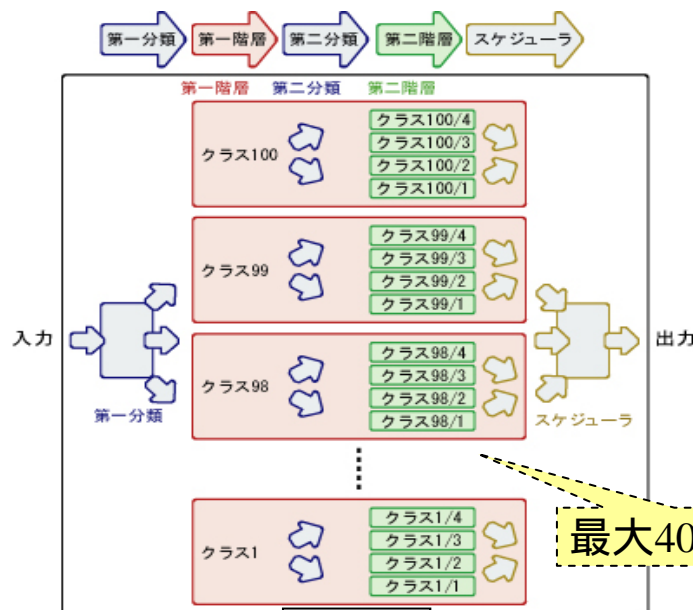 第一分類 第一階層 第二分類 第二階層 スケジューラ
第一階層 第二分類 第二階層
クラス100
クラス100/4
クラス100/3
クラス100/2
クラス100/1
クラス99
クラス99/4
クラス99/3
クラス99/2
クラス99/1
入力
第一分類
クラス98
クラス98/4
クラス98/3
クラス98/2
クラス98/1
スケジューラ
出力
最大40
クラス1
クラス1/4
クラス1/3
クラス1/2
クラス1/1